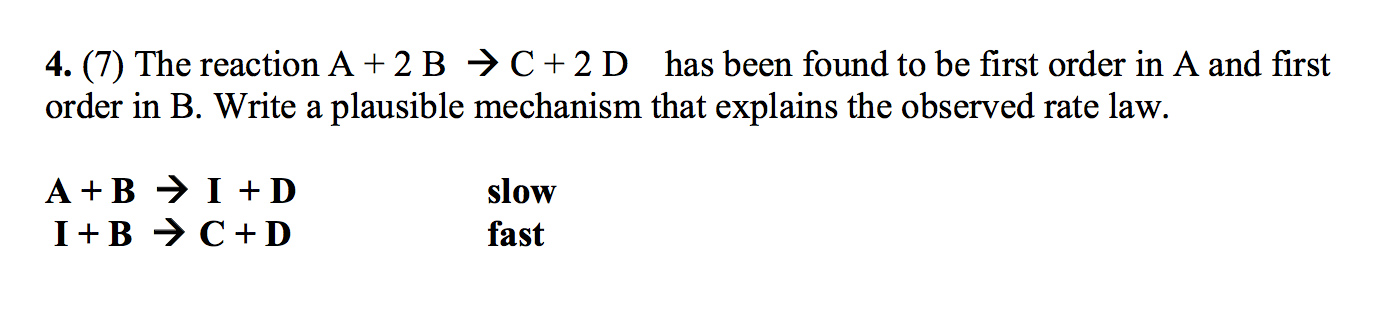 4. (7) The reaction A + 2 B → C + 2 D has been found to be first order in A and first
order in B. Write a plausible mechanism that explains the observed rate law.
A + B → I + D slow
I + B → C + D fast